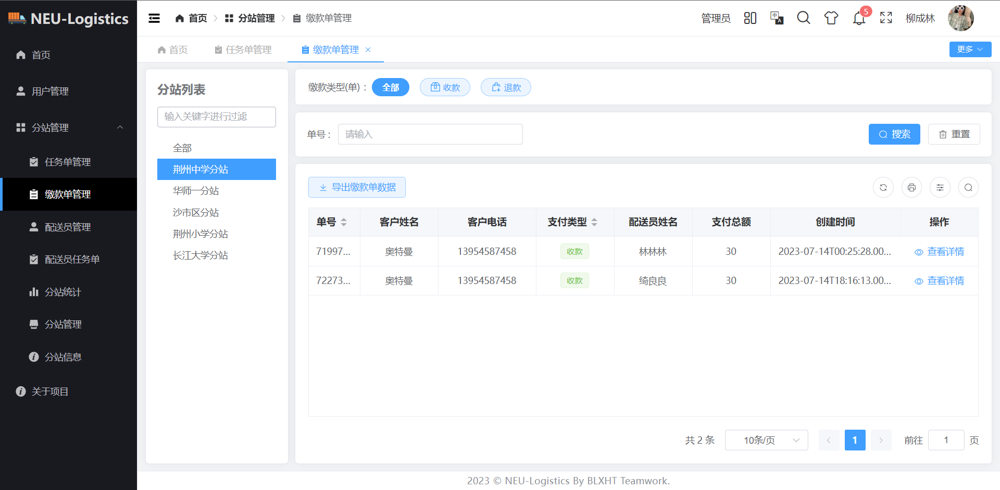 NEU-Logistics
首页
用户管理
分站管理
任务单管理
缴款单管理
配送员管理
配送员任务单
分站统计
分站管理
分站信息
关于项目
首页 分站管理 缴款单管理
管理员 5 柳成林
首页 任务单管理 缴款单管理
更多
分站列表
输入关键字进行过滤
全部
荆州中学分站
华师一分站
沙市区分站
荆州小学分站
长江大学分站
缴款类型(单) : 全部 收款 退款
单号 : 请输入 搜索 重置
导出缴款单数据
单号 客户姓名 客户电话 支付类型 配送员姓名 支付总额 创建时间 操作
71997... 奥特曼 13954587458 收款 林林林 30 2023-07-14T00:25:28.00... 查看详情
72273... 奥特曼 13954587458 收款 绮良良 30 2023-07-14T18:16:13.00... 查看详情
共 2 条 10条/页 1 前往 1 页
2023 © NEU-Logistics By BLXHT Teamwork.